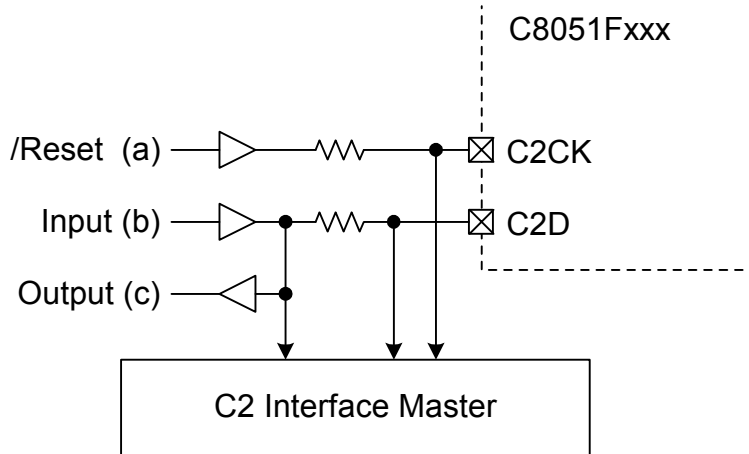 C8051Fxxx
/Reset (a)
C2CK
Input (b)
C2D
Output (c)
C2 Interface Master